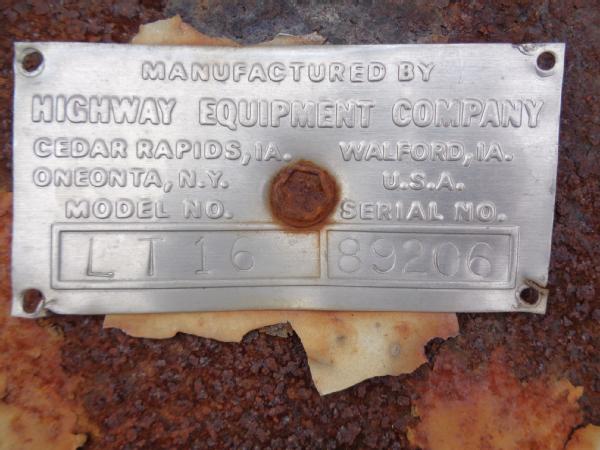 MANUFACTURED BY
HIGHWAY EQUIPMENT COMPANY
CEDAR RAPIDS, IA. WALFORD, IA.
ONEONTA, N.Y. U.S.A.
MODEL NO. SERIAL NO.
LT16 89206